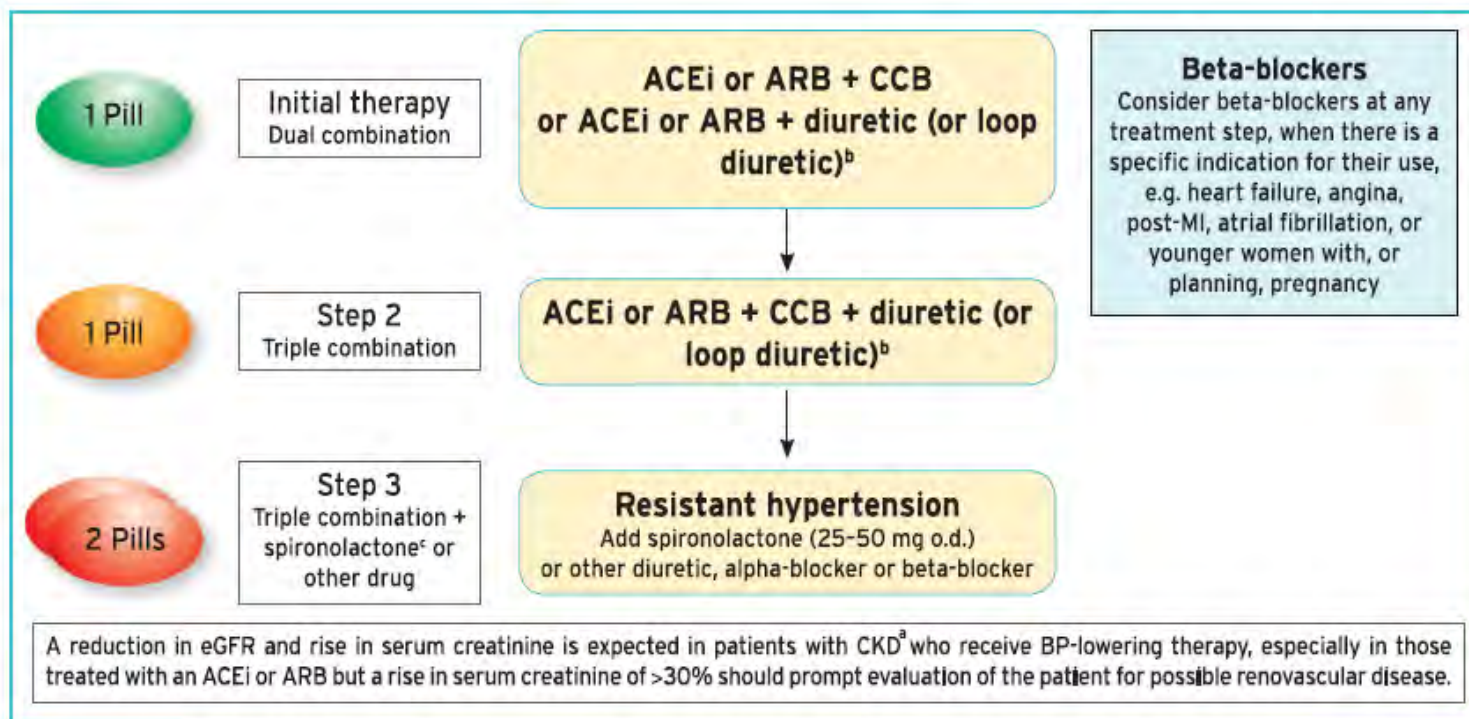 1 Pill
Initial therapy
Dual combination
ACEi or ARB + CCB
or ACEi or ARB + diuretic (or loop
diuretic)ᵇ
Beta-blockers
Consider beta-blockers at any
treatment step, when there is a
specific indication for their use,
e.g. heart failure, angina,
post-MI, atrial fibrillation, or
younger women with, or
planning, pregnancy
1 Pill
Step 2
Triple combination
ACEi or ARB + CCB + diuretic (or
loop diuretic)ᵇ
2 Pills
Step 3
Triple combination +
spironolactoneᶜ or
other drug
Resistant hypertension
Add spironolactone (25–50 mg o.d.)
or other diuretic, alpha-blocker or beta-blocker
A reduction in eGFR and rise in serum creatinine is expected in patients with CKDᵃ who receive BP-lowering therapy, especially in those
treated with an ACEi or ARB but a rise in serum creatinine of >30% should prompt evaluation of the patient for possible renovascular disease.